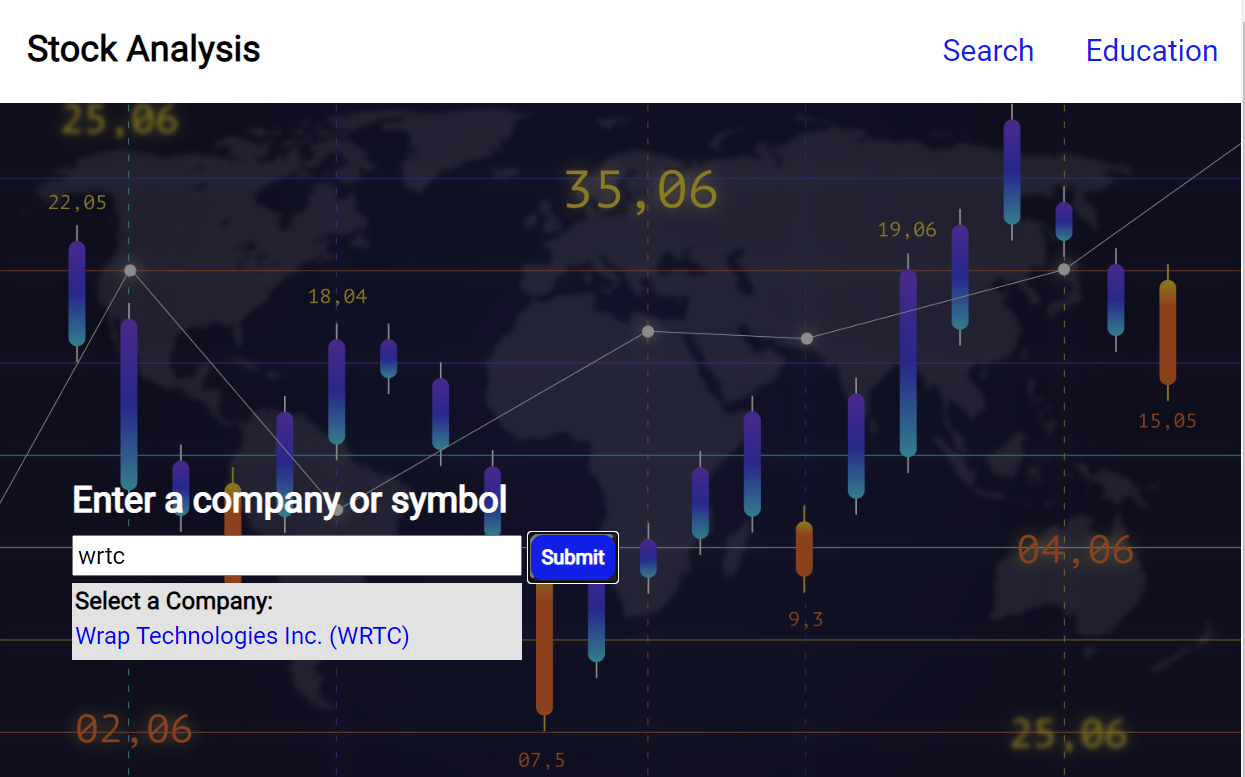 Stock Analysis
Search
Education
25,06
35,06
22,05
19,06
18,04
15,05
Enter a company or symbol
wrtc
Submit
04,06
Select a Company:
9,3
Wrap Technologies Inc. (WRTC)
02,06
25,06
07,5